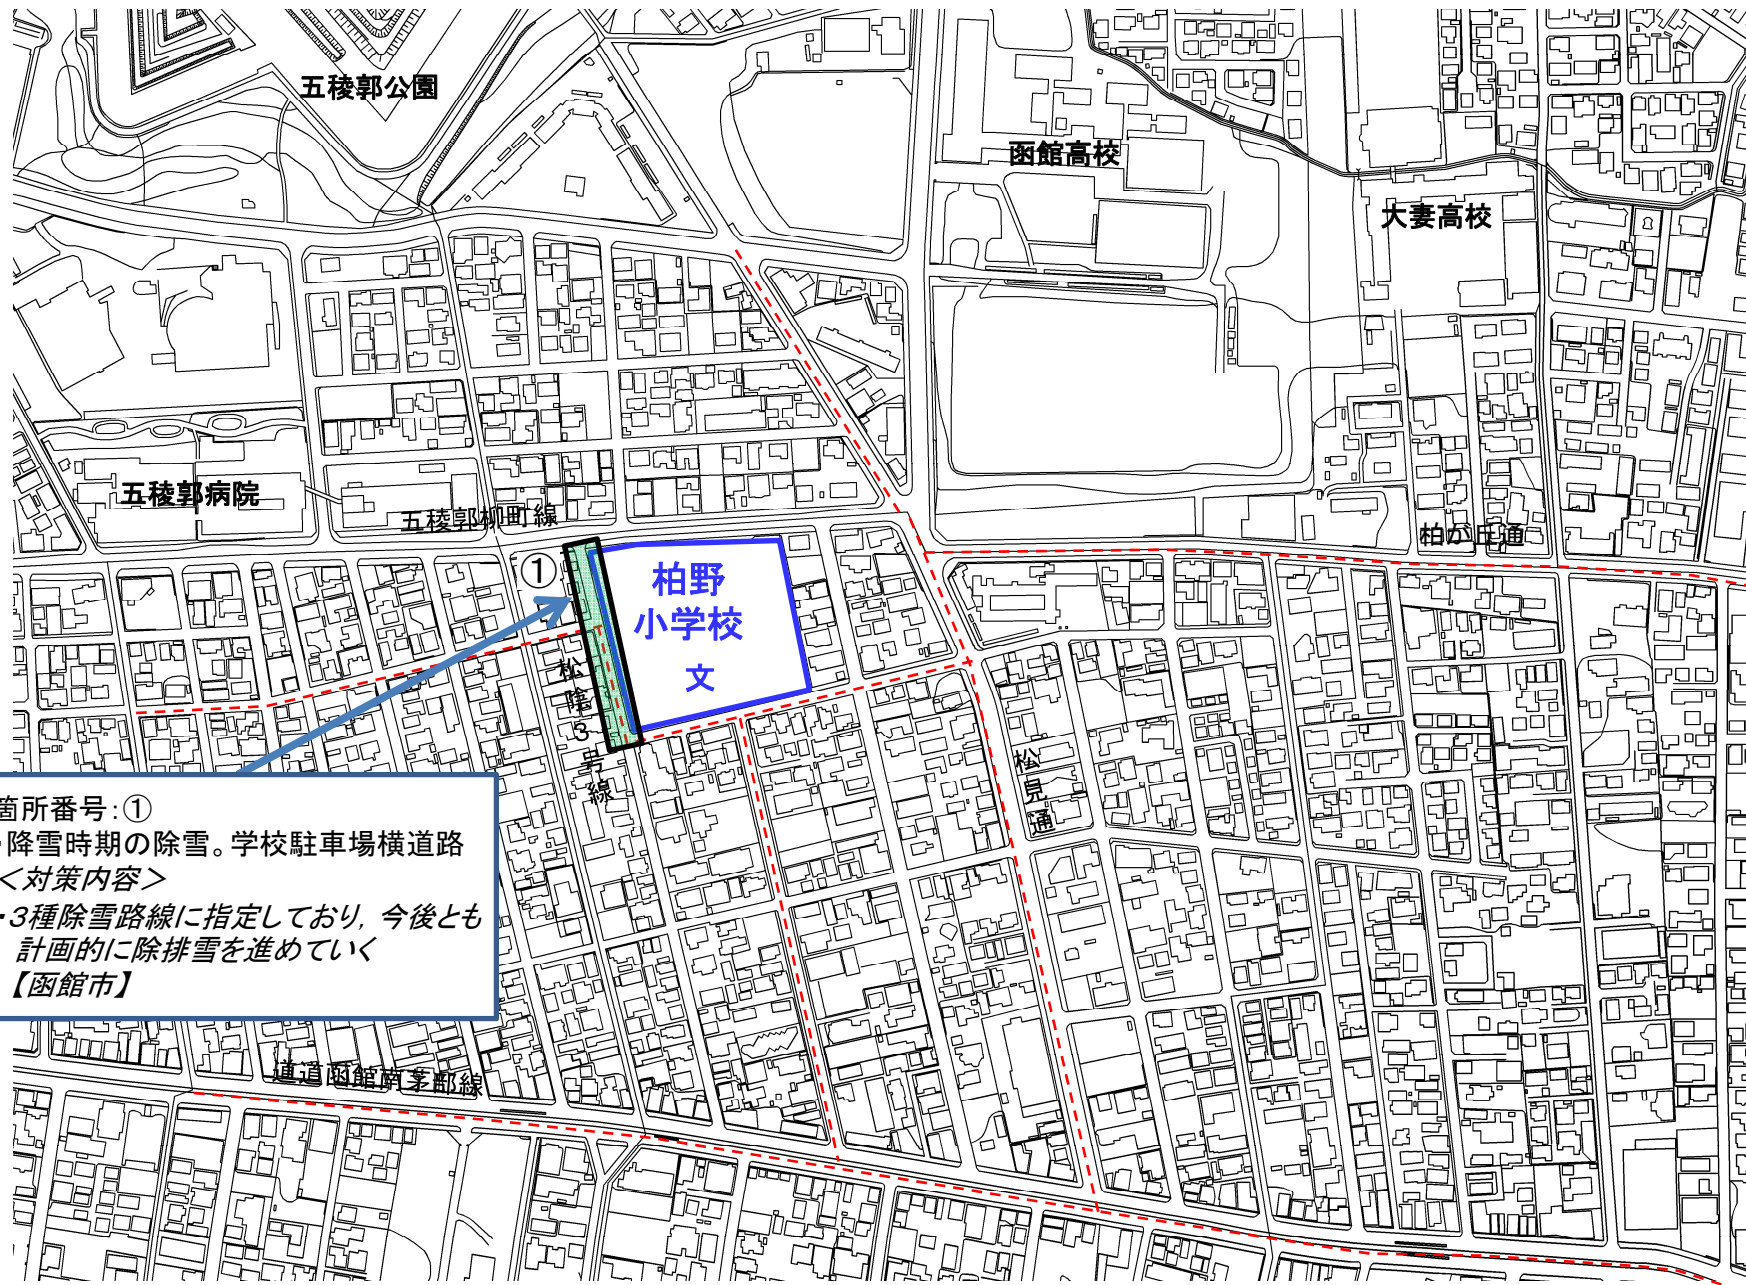 五稜郭公園
函館高校
大妻高校
五稜郭病院
五稜郭柳町線
柏が丘通
①
柏野
小学校
文
松陰3号線
松見通
箇所番号:①
・降雪時期の除雪。学校駐車場横道路
＜対策内容＞
・3種除雪路線に指定しており, 今後とも
計画的に除排雪を進めていく
【函館市】
道道函館南茅部線